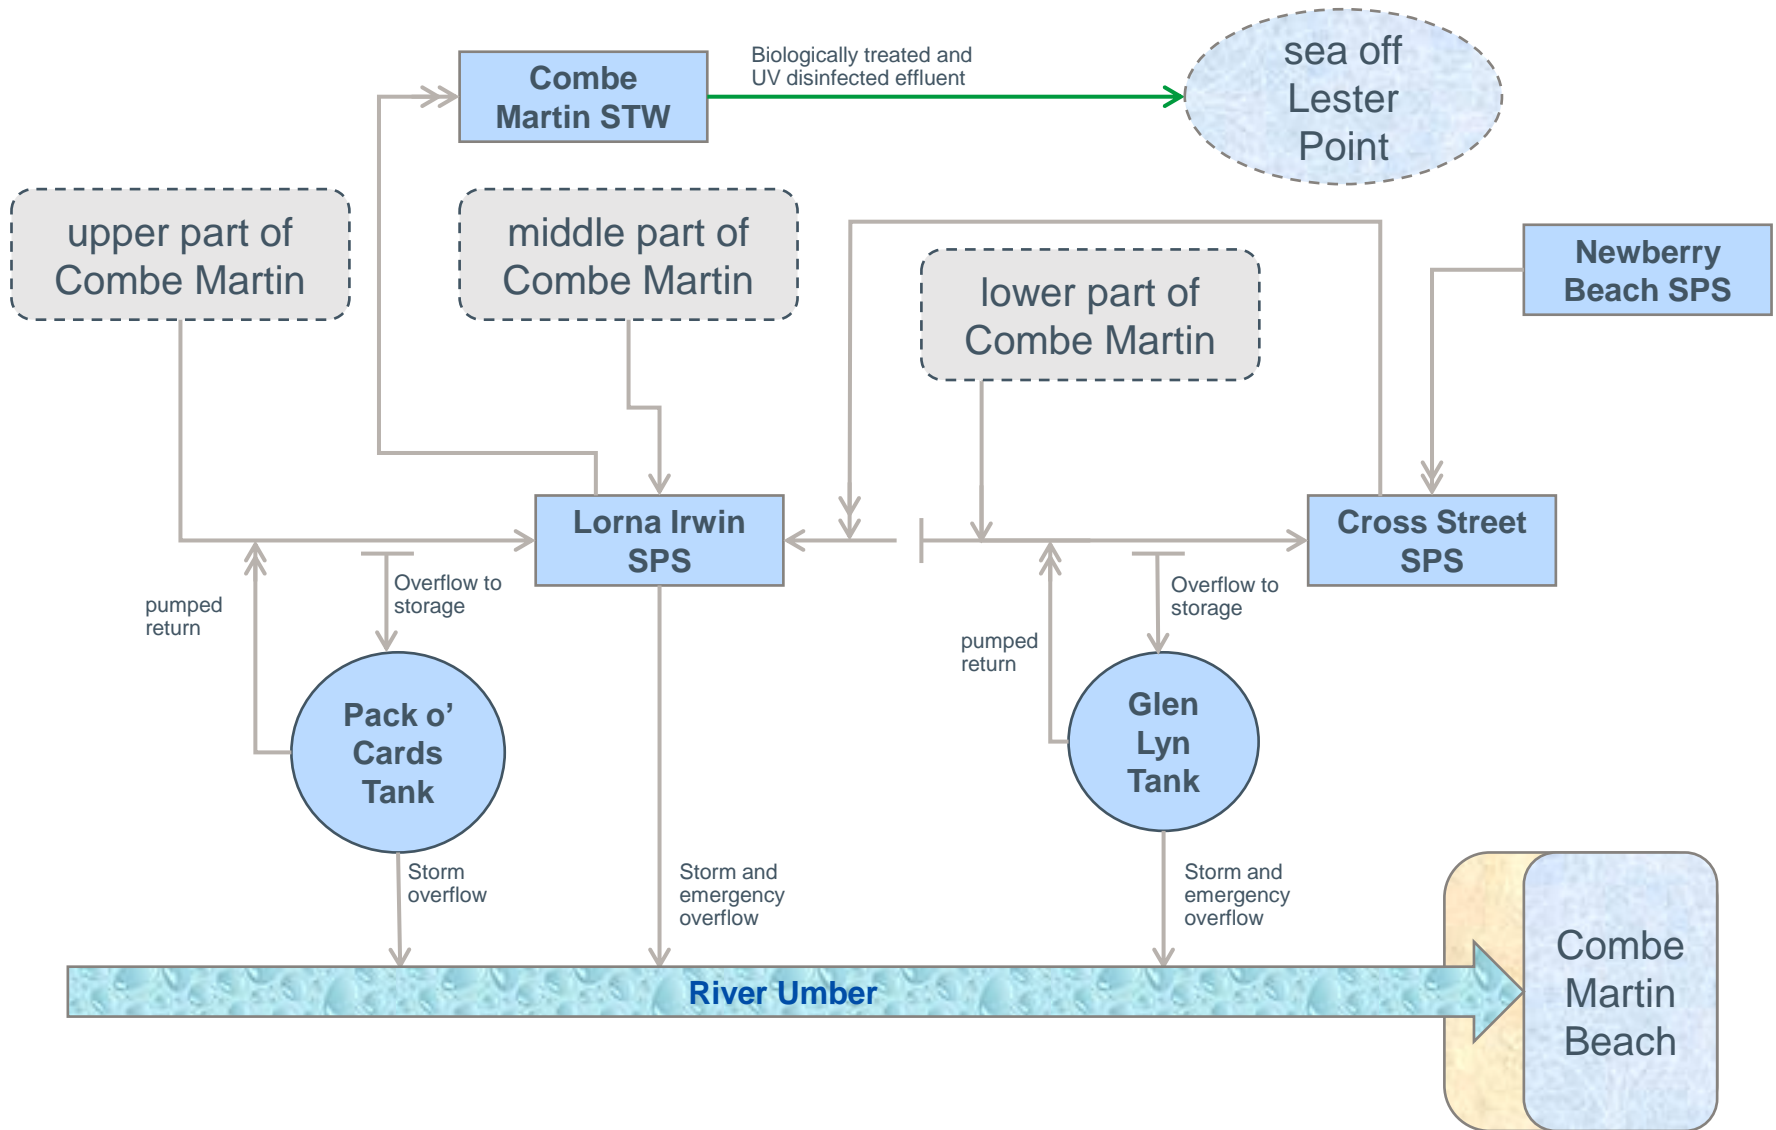 Combe
Martin STW
Biologically treated and
UV disinfected effluent
sea off
Lester
Point
upper part of
Combe Martin
middle part of
Combe Martin
lower part of
Combe Martin
Newberry
Beach SPS
Lorna Irwin
SPS
Cross Street
SPS
pumped
return
Overflow to
storage
pumped
return
Overflow to
storage
Pack o’
Cards
Tank
Glen
Lyn
Tank
Storm
overflow
Storm and
emergency
overflow
Storm and
emergency
overflow
River Umber
Combe
Martin
Beach